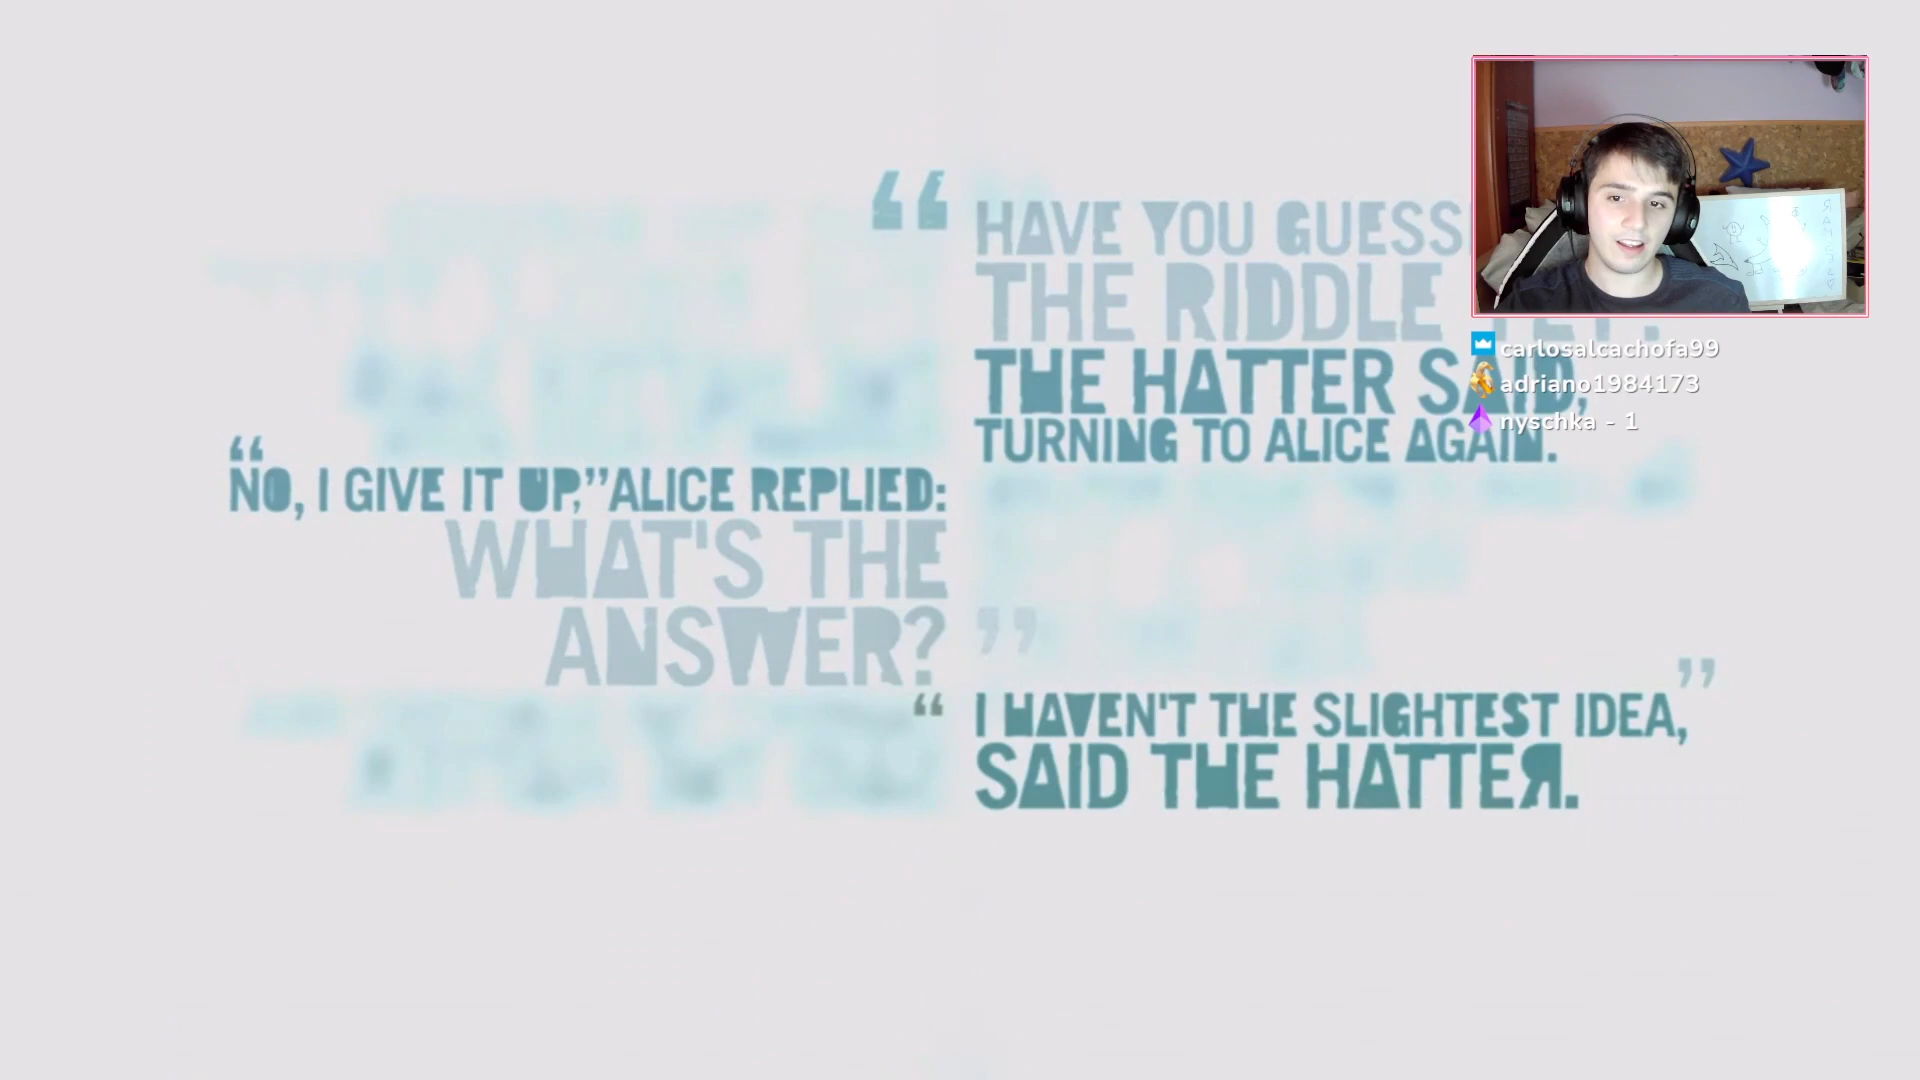 “ HAVE YOU GUESS
THE RIDDLE
THE HATTER SAID,
TURNING TO ALICE AGAIN.
“NO, I GIVE IT UP,”ALICE REPLIED:
WHAT'S THE
ANSWER? ”
“ I HAVEN'T THE SLIGHTEST IDEA, ”
SAID THE HATTEЯ.
carlosalcachofa99
adriano1984173
nyschka - 1